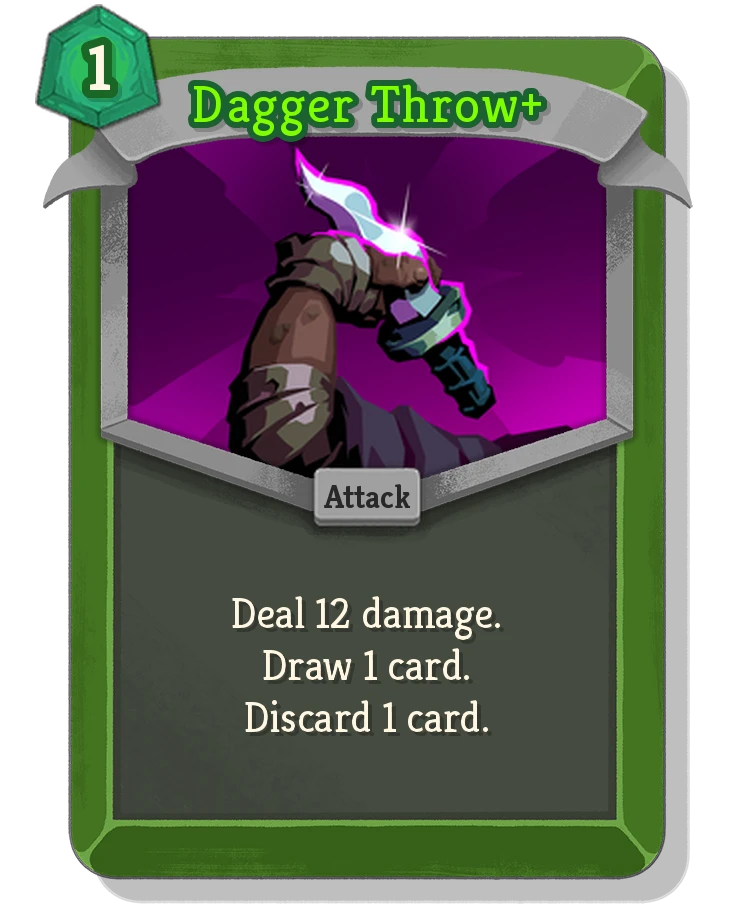 1
Dagger Throw+
Attack
Deal 12 damage.
Draw 1 card.
Discard 1 card.